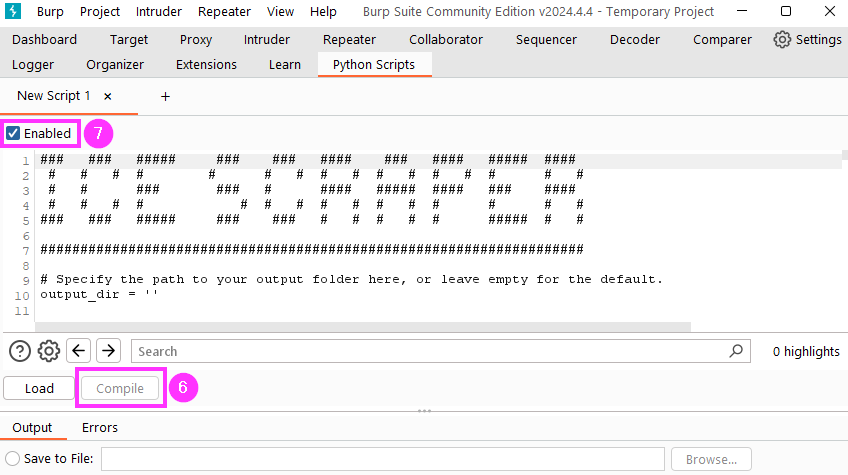 Burp Project Intruder Repeater View Help Burp Suite Community Edition v2024.4.4 - Temporary Project
Dashboard Target Proxy Intruder Repeater Collaborator Sequencer Decoder Comparer Settings
Logger Organizer Extensions Learn Python Scripts
New Script 1 × +
Enabled 7
1 ### ### ##### ### ### #### ### #### ##### ####
2 # # # # # # # # # # # # # # # #
3 # # ### ### # #### ##### #### ### ####
4 # # # # # # # # # # # # # # #
5 ### ### ##### ### ### # # # # # ##### # #
6
7 ####################################################################
8
9 # Specify the path to your output folder here, or leave empty for the default.
10 output_dir = ''
11
Search 0 highlights
Load Compile 6
Output Errors
Save to File: Browse...